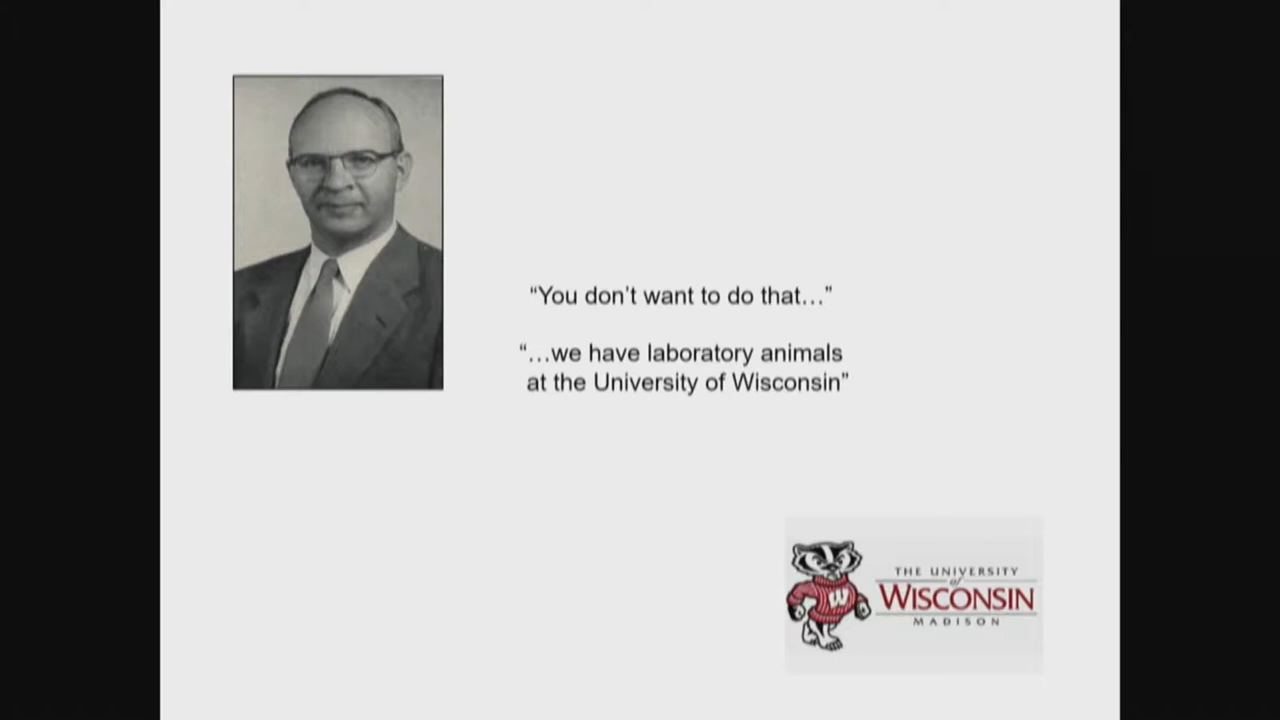 “You don’t want to do that…”
“…we have laboratory animals
at the University of Wisconsin”
W
THE UNIVERSITY
of
WISCONSIN
MADISON